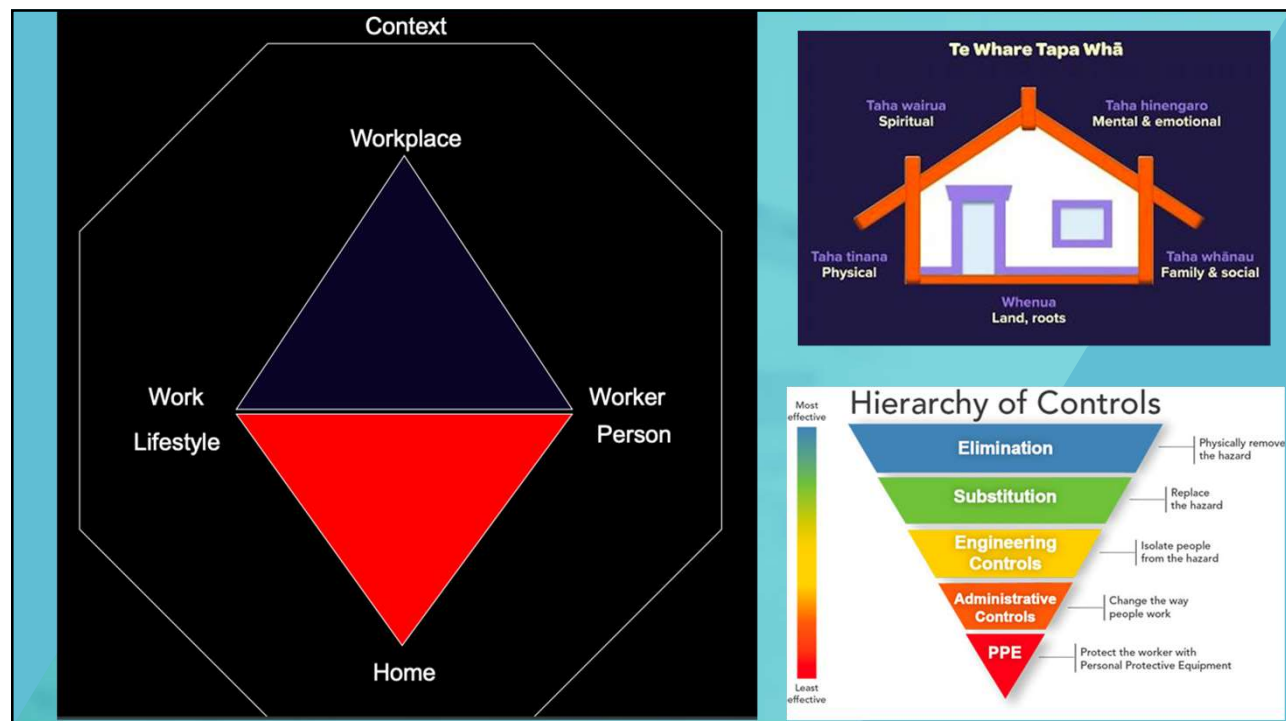 Context
Workplace
Work
Lifestyle
Worker
Person
Home
Te Whare Tapa Whā
Taha wairua
Spiritual
Taha hinengaro
Mental & emotional
Taha tinana
Physical
Taha whānau
Family & social
Whenua
Land, roots
Hierarchy of Controls
Most
effective
Least
effective
Elimination
Physically remove
the hazard
Substitution
Replace
the hazard
Engineering
Controls
Isolate people
from the hazard
Administrative
Controls
Change the way
people work
PPE
Protect the worker with
Personal Protective Equipment